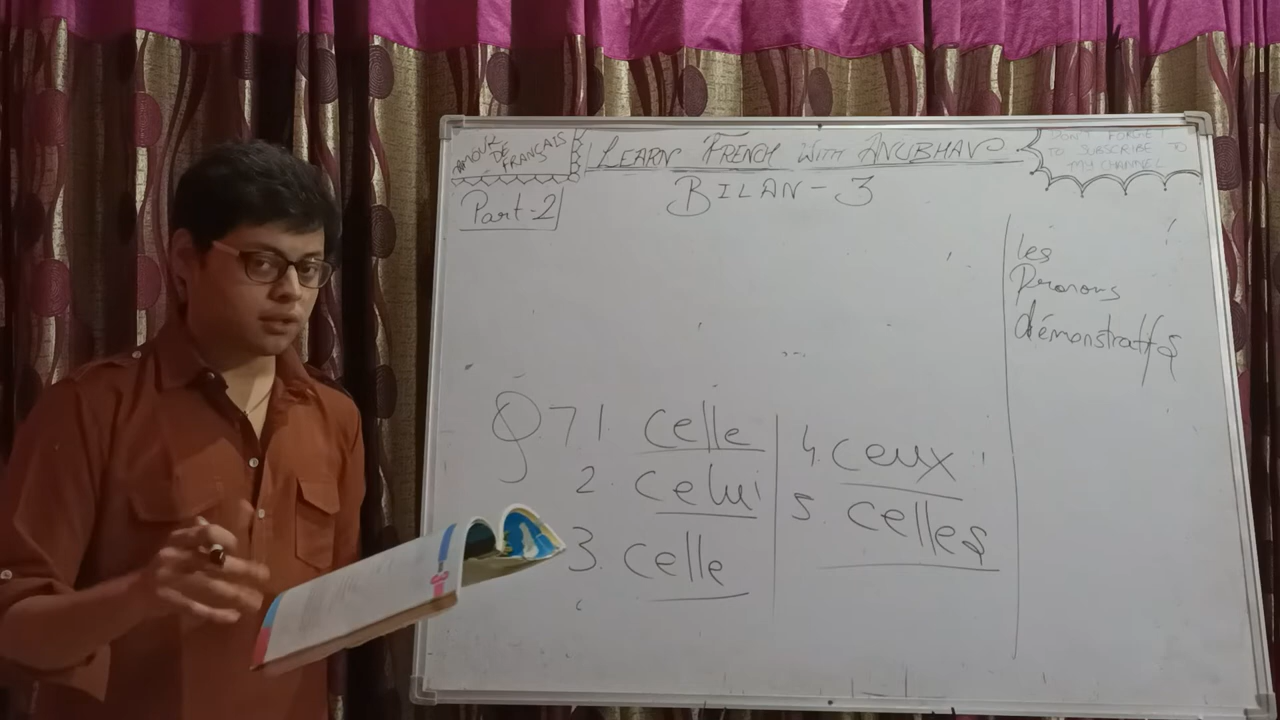 AMOUR DE
FRANÇAIS
LEARN FRENCH WITH ANUBHAV
DON'T FORGET
TO SUBSCRIBE TO
MY CHANNEL
Part-2
BILAN-3
les
Pronoms
démonstratifs
Q7 1. celle
2. celui
3. celle
4. ceux
5. celles
3